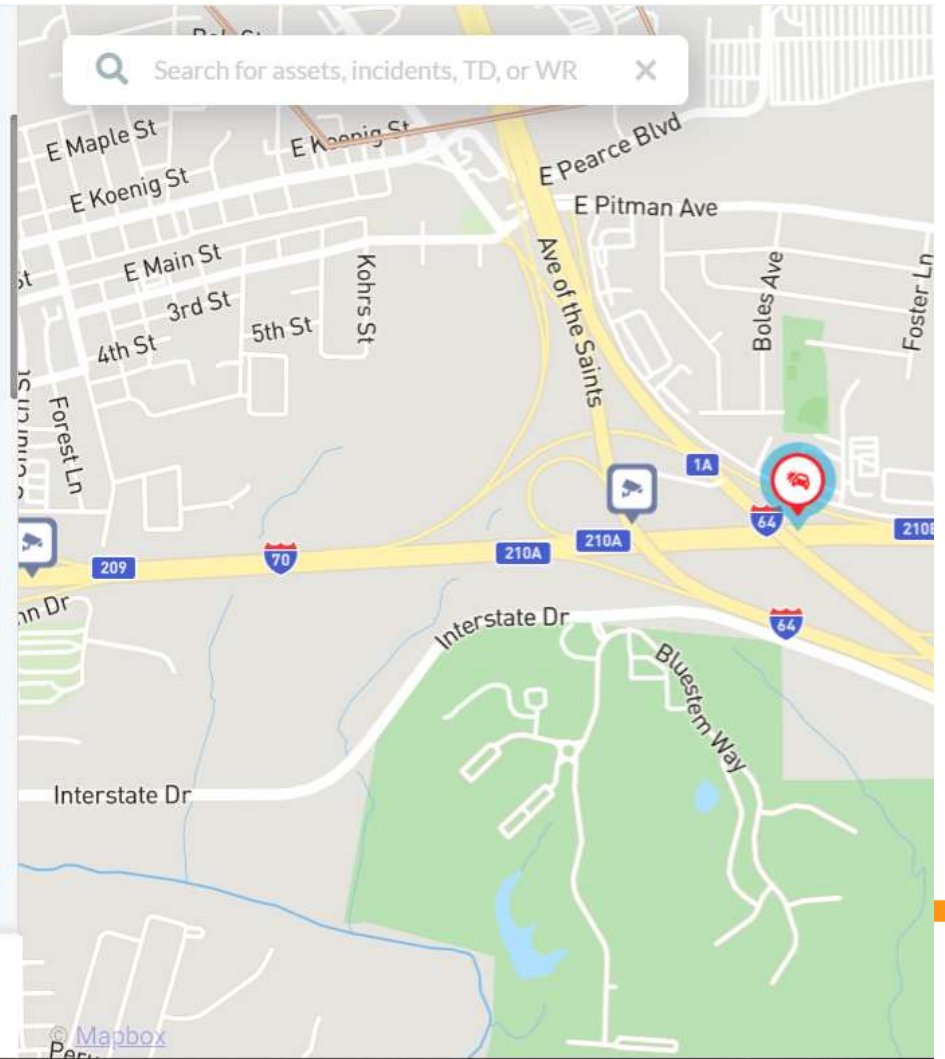 Search for assets, incidents, TD, or WR
E Maple St
E Koenig St
E Pearce Blvd
E Koenig St
E Pitman Ave
E Main St
Kohrs St
Ave of the Saints
Boles Ave
Foster Ln
3rd St
5th St
4th St
Forest Ln
1A
64
210A
210A
70
209
Interstate Dr
64
Bluestem Way
Interstate Dr
© Mapbox